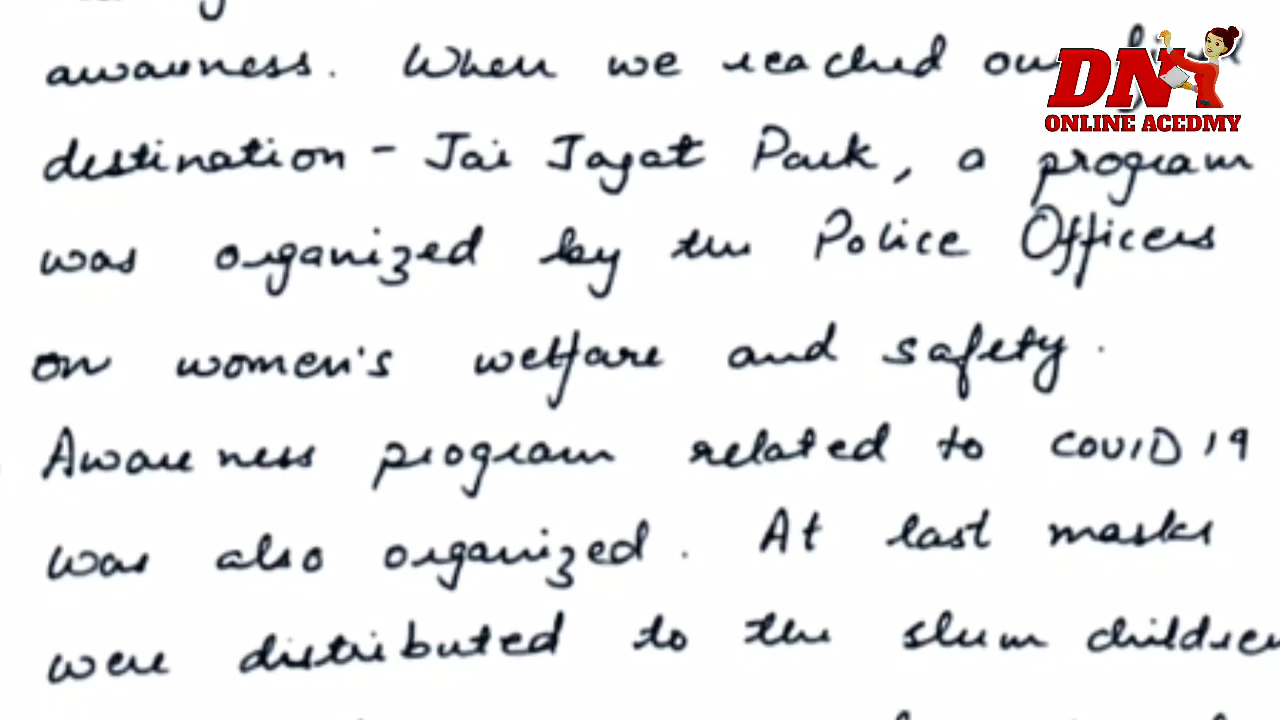 awareness. When we reached our
destination - Jai Jagat Park, a program
was organized by the Police Officers
on women's welfare and safety.
Awareness program related to COVID 19
was also organized. At last masks
were distributed to the slum children
DN
ONLINE ACEDMY